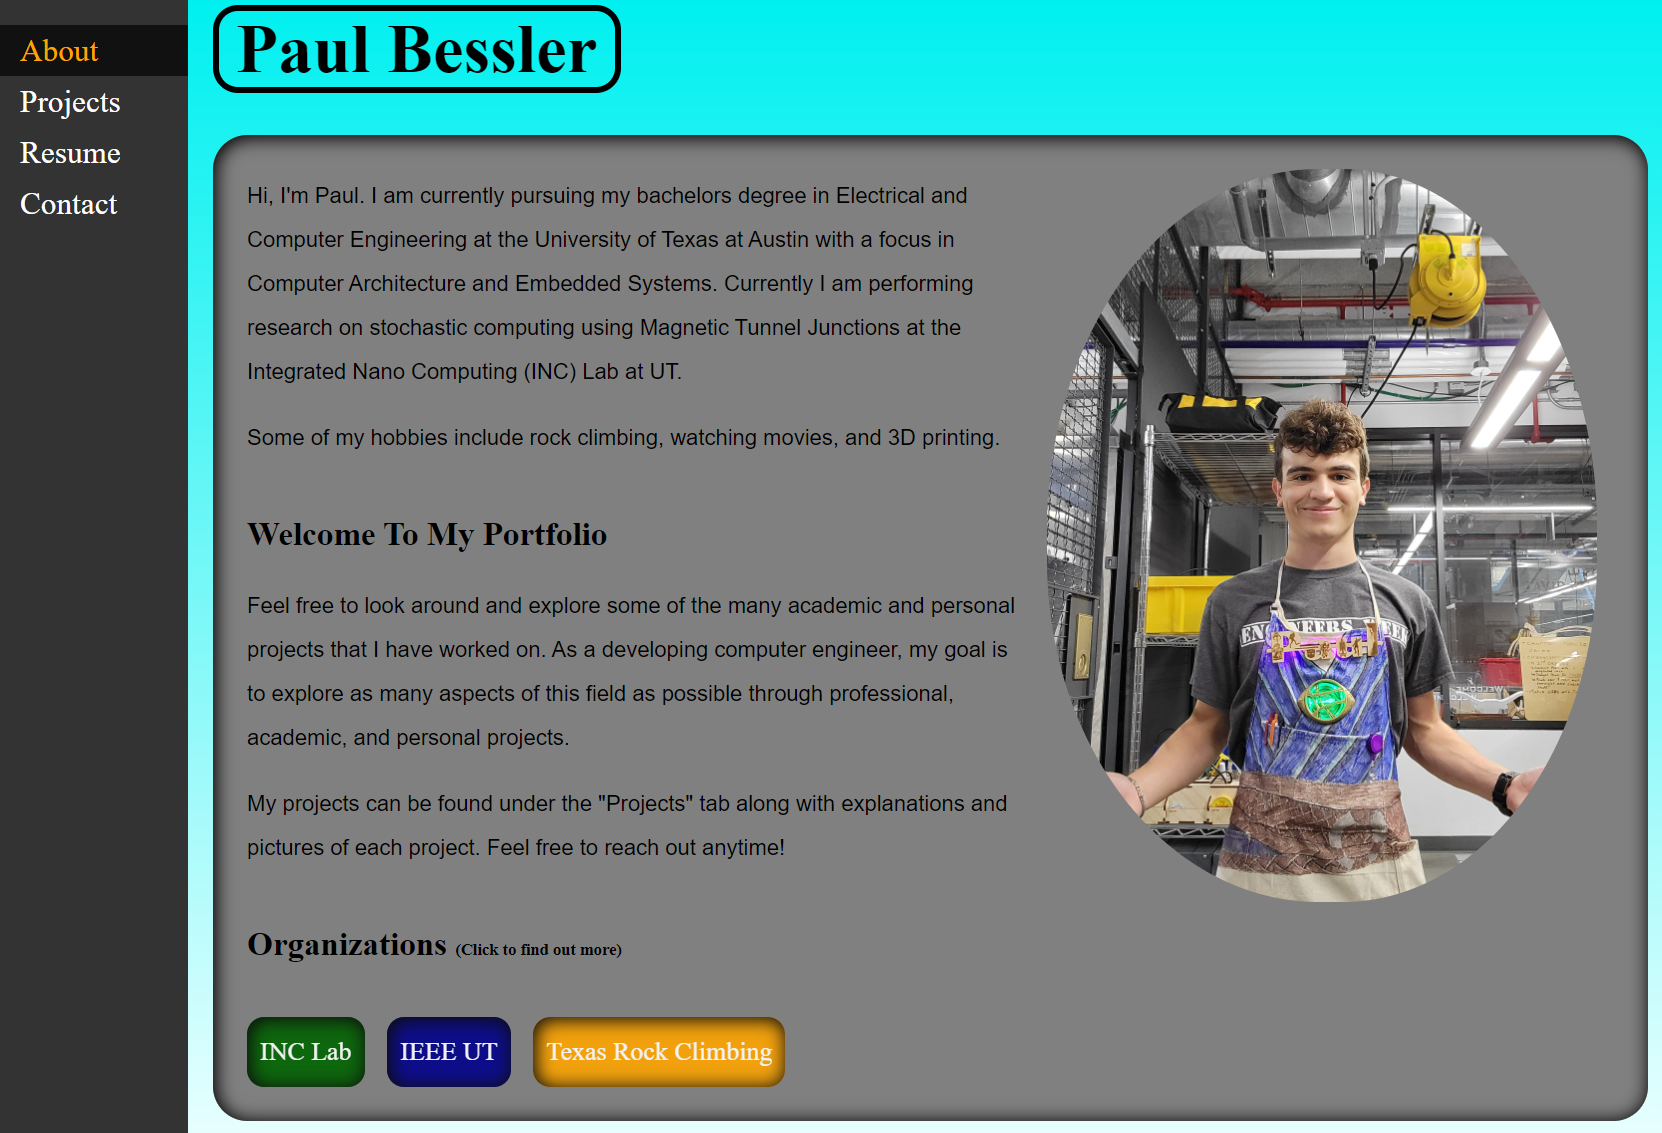 About
Projects
Resume
Contact
Paul Bessler
Hi, I'm Paul. I am currently pursuing my bachelors degree in Electrical and
Computer Engineering at the University of Texas at Austin with a focus in
Computer Architecture and Embedded Systems. Currently I am performing
research on stochastic computing using Magnetic Tunnel Junctions at the
Integrated Nano Computing (INC) Lab at UT.
Some of my hobbies include rock climbing, watching movies, and 3D printing.
Welcome To My Portfolio
Feel free to look around and explore some of the many academic and personal
projects that I have worked on. As a developing computer engineer, my goal is
to explore as many aspects of this field as possible through professional,
academic, and personal projects.
My projects can be found under the "Projects" tab along with explanations and
pictures of each project. Feel free to reach out anytime!
Organizations (Click to find out more)
INC Lab
IEEE UT
Texas Rock Climbing